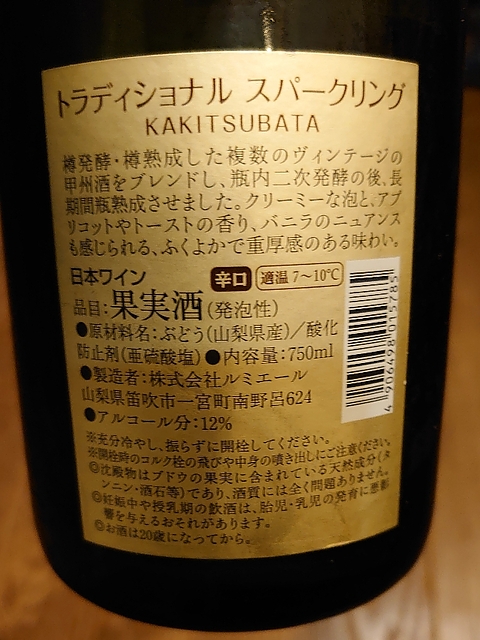 トラディショナル スパークリング
KAKITSUBATA
樽発酵・樽熟成した複数のヴィンテージの
甲州酒をブレンドし、瓶内二次発酵の後、長
期間瓶熟成させました。クリーミーな泡と、アプ
リコットやトーストの香り、バニラのニュアンス
も感じられる、ふくよかで重厚感のある味わい。
日本ワイン 辛口 適温 7〜10℃
品目:果実酒(発泡性)
●原材料名:ぶどう(山梨県産)/酸化
防止剤(亜硫酸塩) ●内容量:750ml
●製造者:株式会社ルミエール
山梨県笛吹市一宮町南野呂624
●アルコール分:12%
※充分冷やし、振らずに開栓してください。
※開栓時のコルク栓の飛びや中身の噴き出しにご注意ください。
◎沈殿物はブドウの果実に含まれている天然成分(タ
ンニン・酒石等)であり、酒質には全く問題ありません。
◎妊娠中や授乳期の飲酒は、胎児・乳児の発育に悪影
響を与えるおそれがあります。
◎お酒は20歳になってから。
4 906498 015785